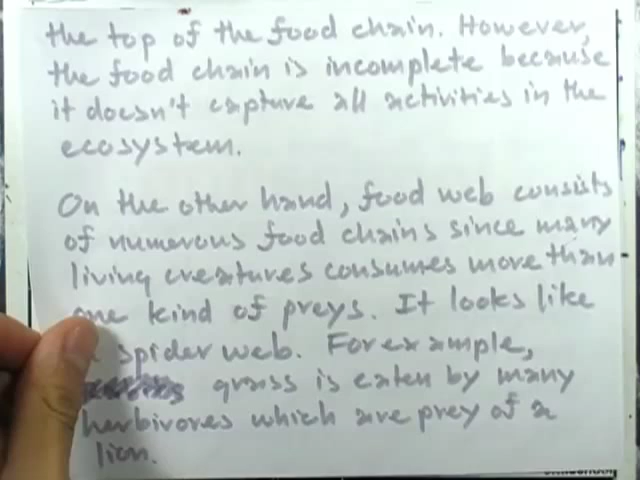 the top of the food chain. However,
the food chain is incomplete because
it doesn't capture all activities in the
ecosystem.
On the other hand, food web consists
of numerous food chains since many
living creatures consumes more than
one kind of preys. It looks like
spider web. For example,
grass is eaten by many
herbivores which are prey of a
lion.